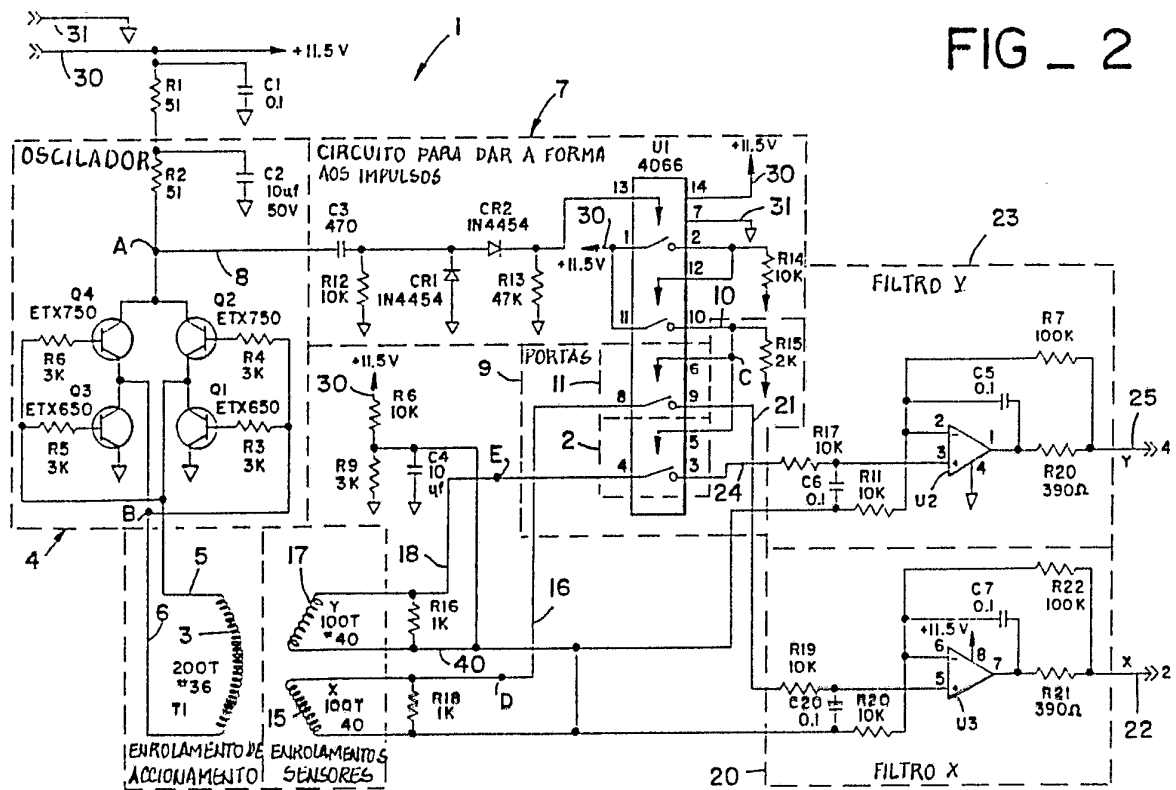 31
30
+11.5 V
1
FIG _ 2
R1
51
C1
0.1
7
OSCILADOR
R2
51
C2
10uf
50V
CIRCUITO PARA DAR A FORMA
AOS IMPULSOS
U1
4066
+11.5V
30
13
14
7
31
C3
470
CR2
1N4454
30
1
2
+11.5V
A
8
R12
10K
CR1
1N4454
R13
47K
12
R14
10K
23
FILTRO Y
Q4
ETX750
Q2
ETX750
11
10
10
R6
3K
R4
3K
+11.5V
9
PORTAS
11
6
C
R15
2K
R7
100K
Q3
ETX650
Q1
ETX650
30
R6
10K
8
9
21
C5
0.1
25
R5
3K
R3
3K
R9
3K
C4
10
uf
E
2
5
R17
10K
2
3
1
4
U2
Y
4
4
3
24
C6
0.1
R11
10K
R20
390Ω
B
4
5
17
18
6
3
200T
#36
T1
Y
100T
#40
R16
1K
16
40
C7
0.1
R22
100K
+11.5V
R19
10K
6
8
5
7
X
2
15
X
100T
40
R18
1K
D
C20
0.1
R20
10K
U3
R21
390Ω
22
ENROLAMENTO DE
ACCIONAMENTO
ENROLAMENTOS
SENSORES
20
FILTRO X